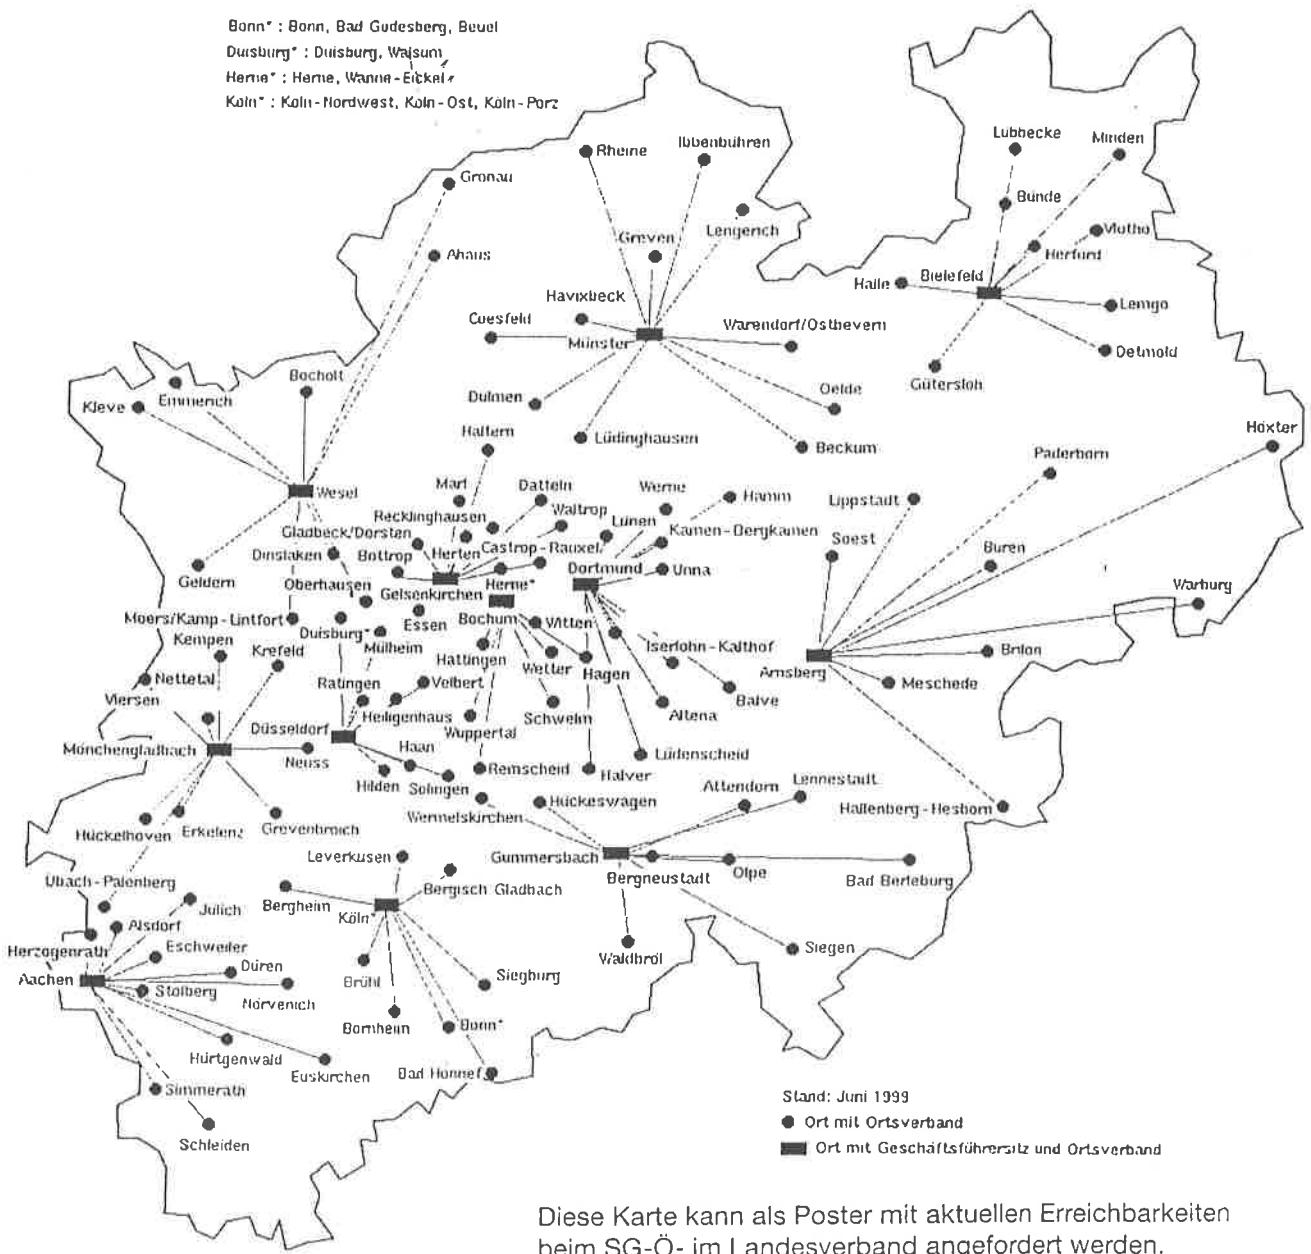 Bonn* : Bonn, Bad Godesberg, Beuel
Duisburg* : Duisburg, Walsum
Herne* : Herne, Wanne-Eickel
Köln* : Köln-Nordwest, Köln-Ost, Köln-Porz
Lübbecke
Minden
Rheine
Ibbenbühren
Gronau
Bünde
Lengerich
Vlotho
Greven
Herford
Ahaus
Bielefeld
Halle
Havixbeck
Lemgo
Coesfeld
Warendorf/Ostbevern
Münster
Detmold
Bocholt
Gütersloh
Emmerich
Kleve
Oelde
Dülmen
Höxter
Haltern
Lüdinghausen
Beckum
Paderborn
Marl
Datteln
Werne
Wesel
Hamm
Lippstadt
Recklinghausen
Waltrop
Lünen
Gladbeck/Dorsten
Kamen-Bergkamen
Soest
Dinslaken
Bottrop
Herten
Castrop-Rauxel
Büren
Geldern
Dortmund
Unna
Oberhausen
Gelsenkirchen
Herne*
Warburg
Moers/Kamp-Lintfort
Essen
Bochum
Witten
Duisburg*
Kempen
Mülheim
Iserlohn-Kalthof
Krefeld
Hattingen
Wetter
Hagen
Arnsberg
Brilon
Nettetal
Ratingen
Velbert
Meschede
Viersen
Balve
Heiligenhaus
Schwelm
Altena
Düsseldorf
Wuppertal
Mönchengladbach
Haan
Lüdenscheid
Neuss
Remscheid
Halver
Hilden
Solingen
Attendorn
Lennestadt
Hückeswagen
Hallenberg-Hesborn
Wermelskirchen
Hückelhoven
Erkelenz
Grevenbroich
Leverkusen
Gummersbach
Olpe
Übach-Palenberg
Bergneustadt
Bad Berleburg
Bergisch Gladbach
Bergheim
Jülich
Köln*
Alsdorf
Herzogenrath
Eschweiler
Siegen
Waldbröl
Düren
Aachen
Brühl
Siegburg
Stolberg
Nörvenich
Bornheim
Bonn*
Hürtgenwald
Euskirchen
Bad Honnef
Simmerath
Schleiden
Stand: Juni 1999
Ort mit Ortsverband
Ort mit Geschäftsführersitz und Ortsverband
Diese Karte kann als Poster mit aktuellen Erreichbarkeiten
beim SG-Ö- im Landesverband angefordert werden.